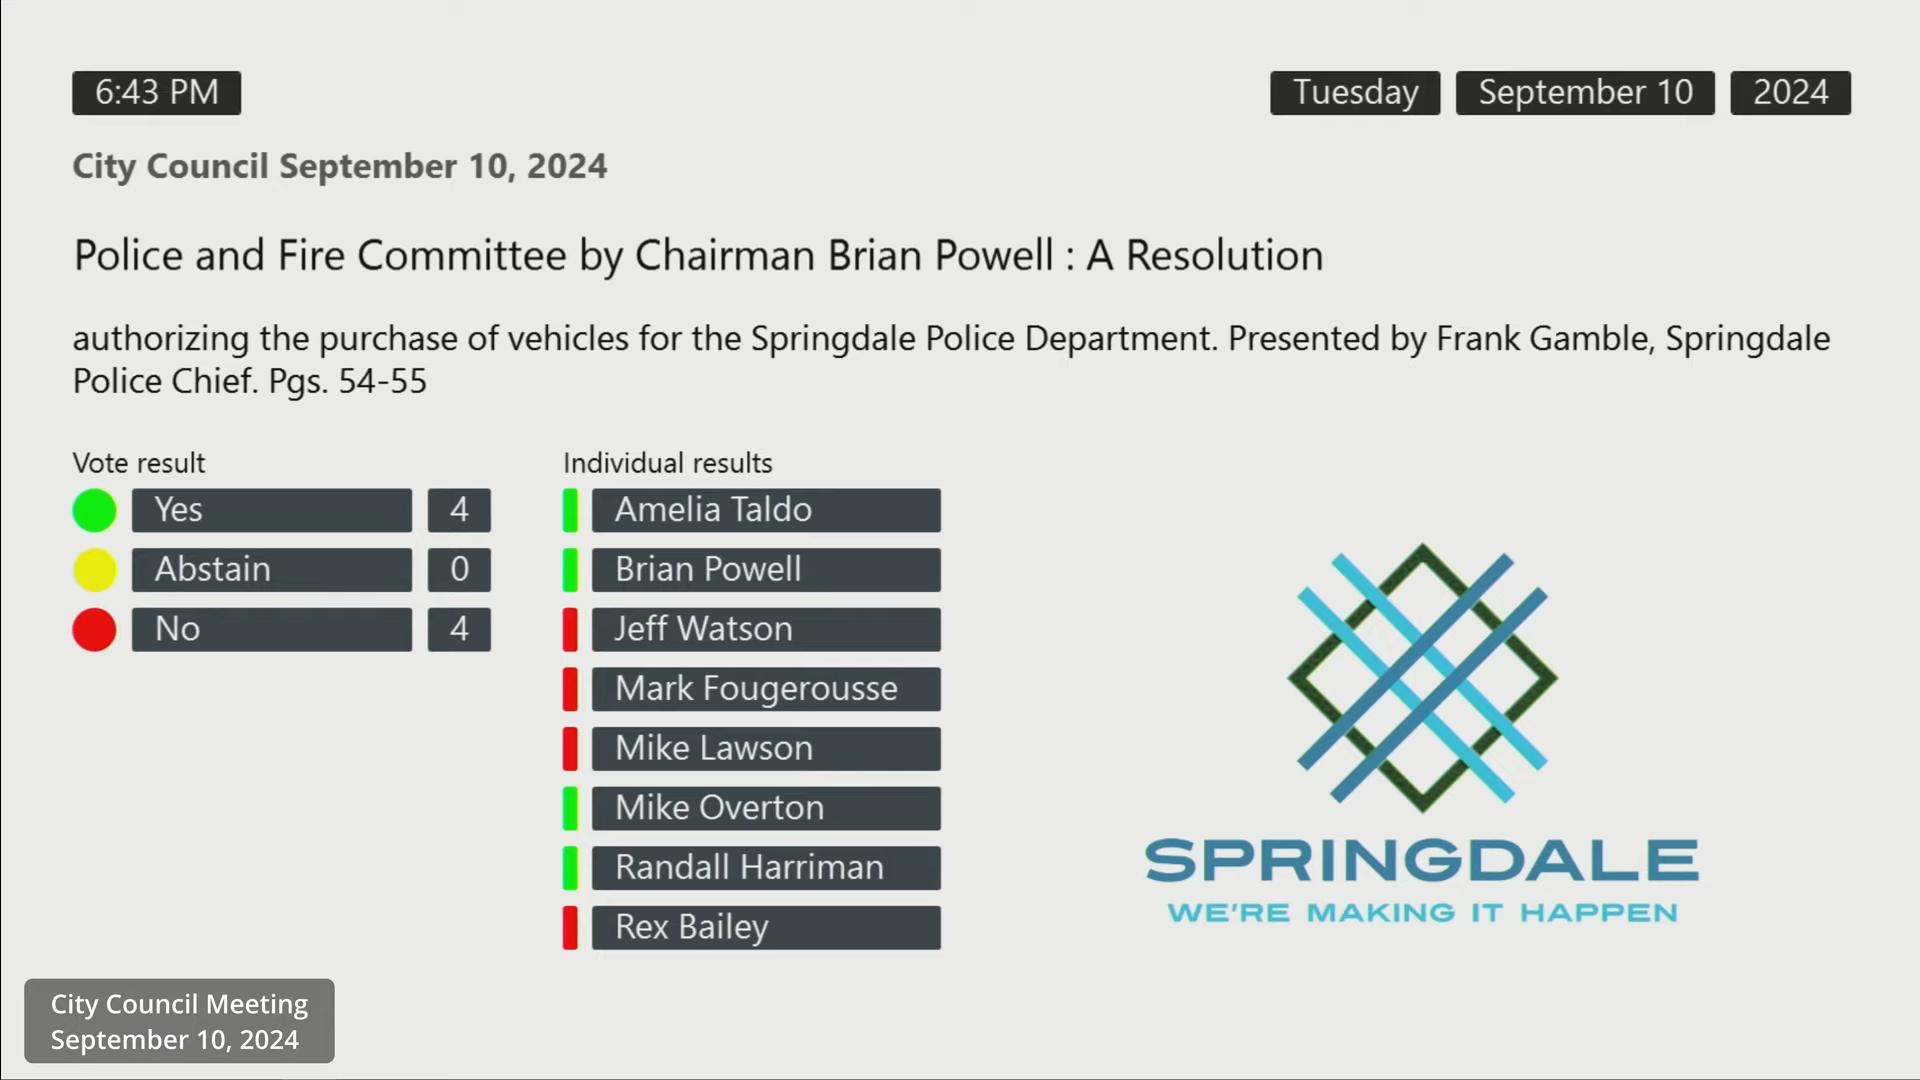 6:43 PM
Tuesday September 10 2024
City Council September 10, 2024
Police and Fire Committee by Chairman Brian Powell : A Resolution
authorizing the purchase of vehicles for the Springdale Police Department. Presented by Frank Gamble, Springdale
Police Chief. Pgs. 54-55
Vote result
Yes 4
Abstain 0
No 4
Individual results
Amelia Taldo
Brian Powell
Jeff Watson
Mark Fougerousse
Mike Lawson
Mike Overton
Randall Harriman
Rex Bailey
SPRINGDALE
WE'RE MAKING IT HAPPEN
City Council Meeting
September 10, 2024